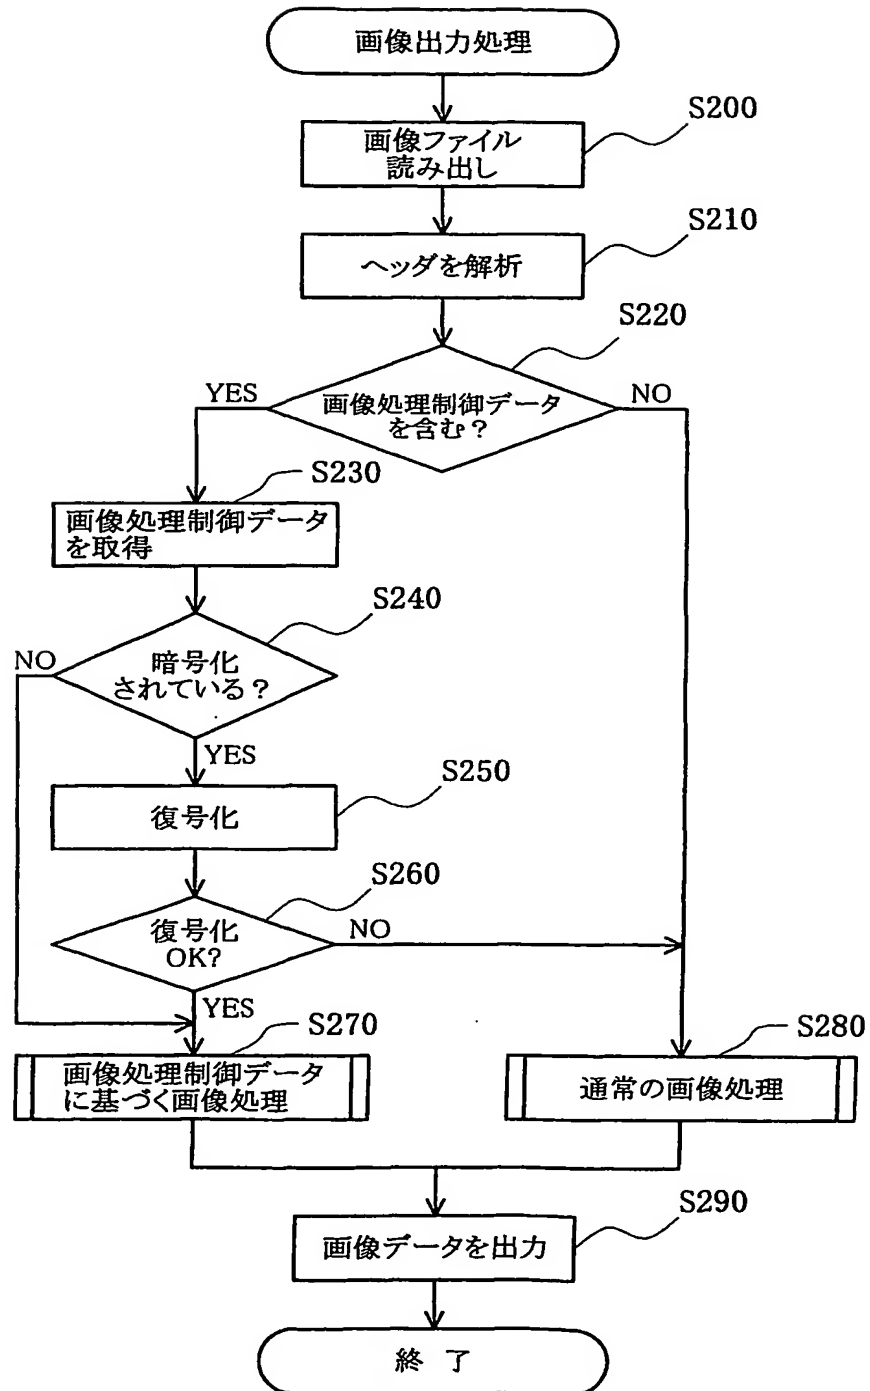 画像出力処理
S200
画像ファイル
読み出し
S210
ヘッダを解析
S220
YES
NO
画像処理制御データ
を含む？
S230
画像処理制御データ
を取得
S240
NO
暗号化
されている？
YES
S250
復号化
S260
復号化
OK?
NO
YES
S270
画像処理制御データ
に基づく画像処理
S280
通常の画像処理
S290
画像データを出力
終 了